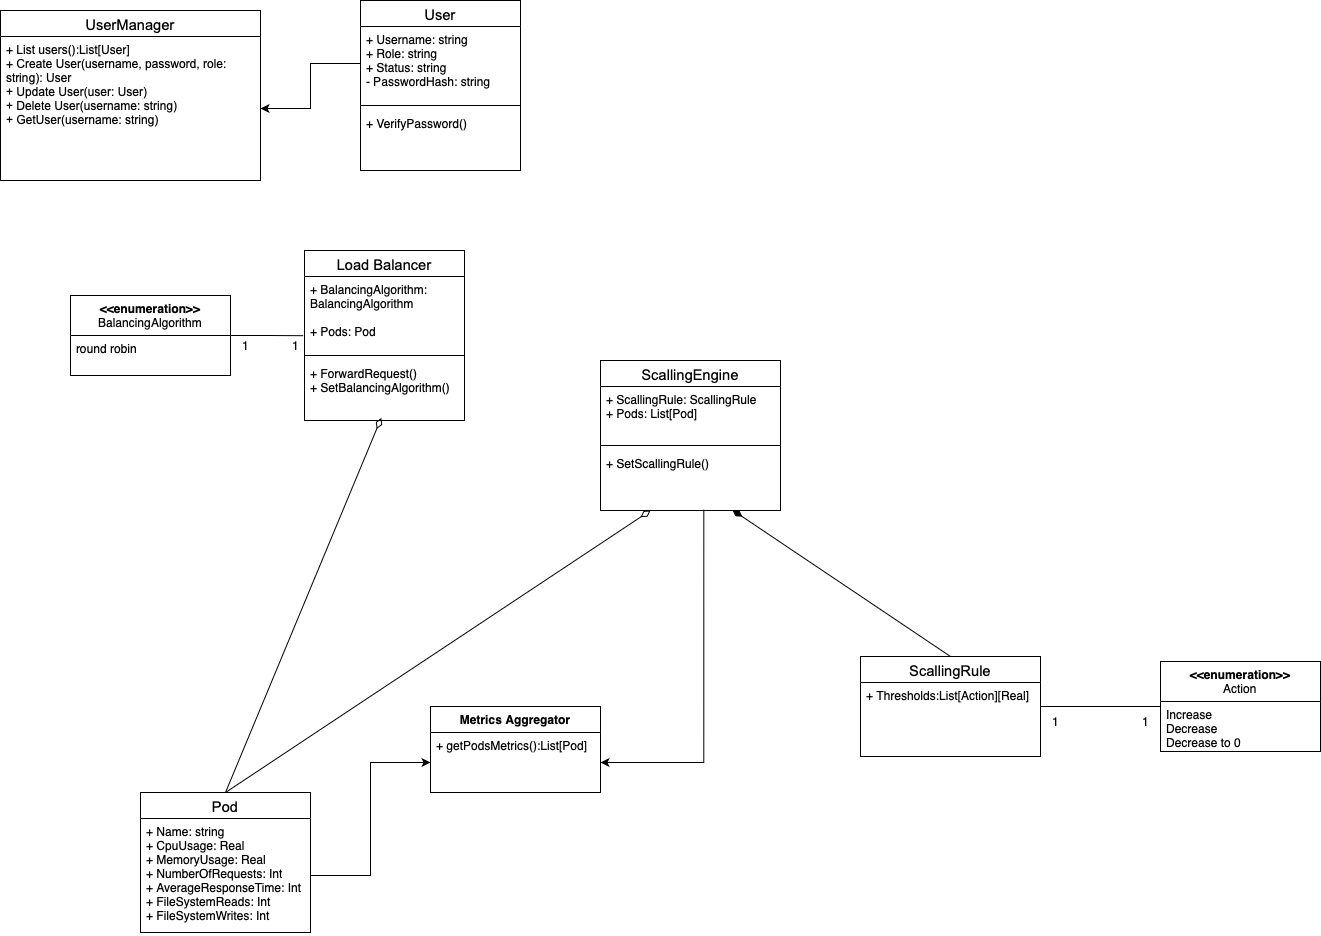 UserManager
+ List users():List[User]
+ Create User(username, password, role:
string): User
+ Update User(user: User)
+ Delete User(username: string)
+ GetUser(username: string)
User
+ Username: string
+ Role: string
+ Status: string
- PasswordHash: string
+ VerifyPassword()
<<enumeration>>
BalancingAlgorithm
round robin
1
1
Load Balancer
+ BalancingAlgorithm:
BalancingAlgorithm
+ Pods: Pod
+ ForwardRequest()
+ SetBalancingAlgorithm()
ScallingEngine
+ ScallingRule: ScallingRule
+ Pods: List[Pod]
+ SetScallingRule()
ScallingRule
+ Thresholds:List[Action][Real]
1
1
<<enumeration>>
Action
Increase
Decrease
Decrease to 0
Metrics Aggregator
+ getPodsMetrics():List[Pod]
Pod
+ Name: string
+ CpuUsage: Real
+ MemoryUsage: Real
+ NumberOfRequests: Int
+ AverageResponseTime: Int
+ FileSystemReads: Int
+ FileSystemWrites: Int